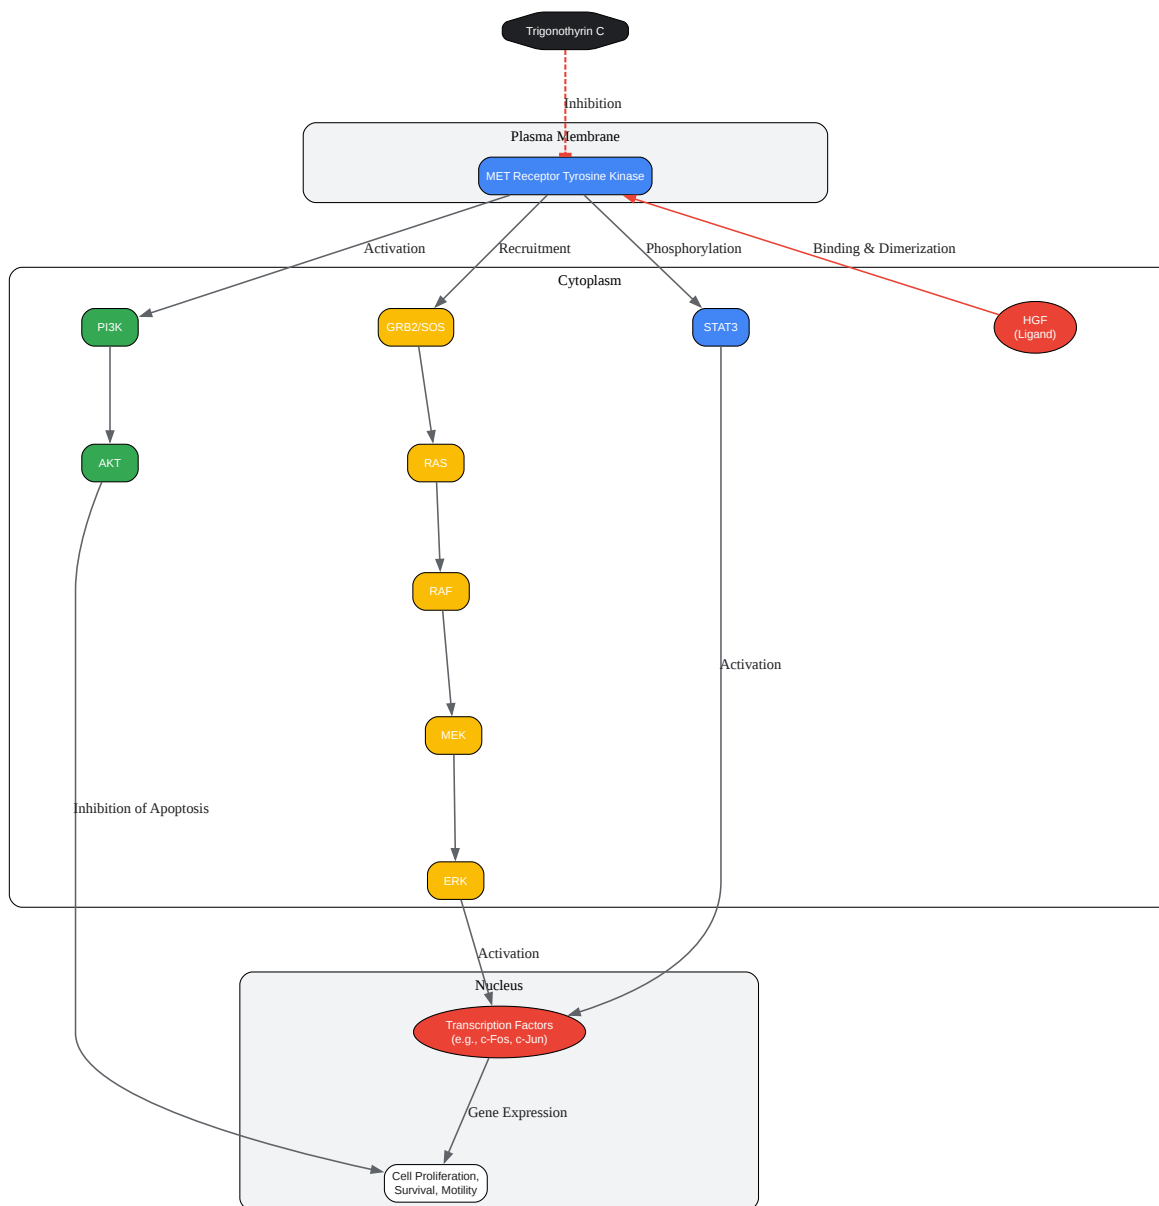 Trigonothyrin C
Inhibition
Plasma Membrane
MET Receptor Tyrosine Kinase
Activation
Recruitment
Phosphorylation
Binding & Dimerization
Cytoplasm
PI3K
GRB2/SOS
STAT3
HGF
(Ligand)
AKT
RAS
RAF
Activation
MEK
Inhibition of Apoptosis
ERK
Activation
Nucleus
Transcription Factors
(e.g., c-Fos, c-Jun)
Gene Expression
Cell Proliferation,
Survival, Motility